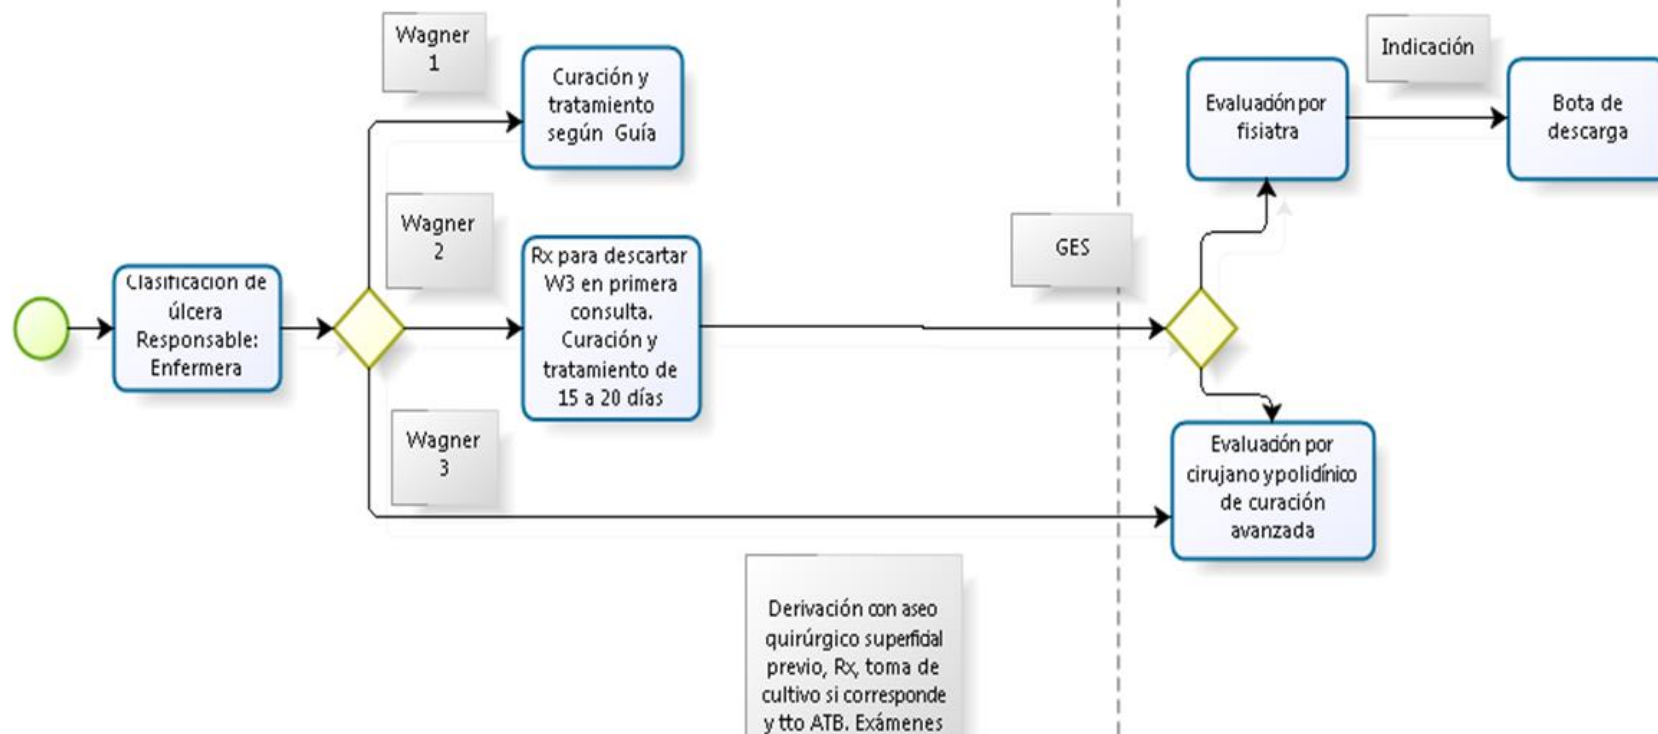 Wagner
1
Curación y
tratamiento
según Guía
Wagner
2
Clasificación de
úlcera
Responsable:
Enfermera
Rx para descartar
W3 en primera
consulta.
Curación y
tratamiento de
15 a 20 días
Wagner
3
GES
Evaluación por
fisiatra
Indicación
Bota de
descarga
Evaluación por
cirujano y policlínico
de curación
avanzada
Derivación con aseo
quirúrgico superficial
previo, Rx, toma de
cultivo si corresponde
y tto ATB. Exámenes